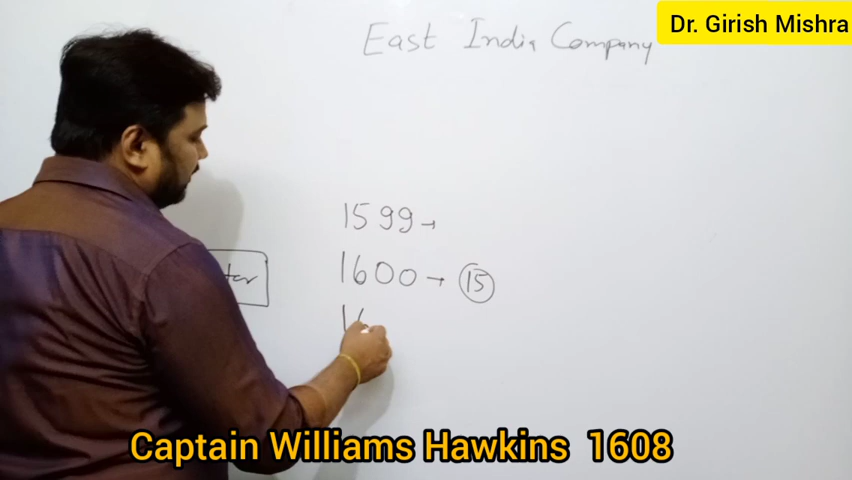 Dr. Girish Mishra
East India Company
1599 →
1600 → 15
Captain Williams Hawkins 1608